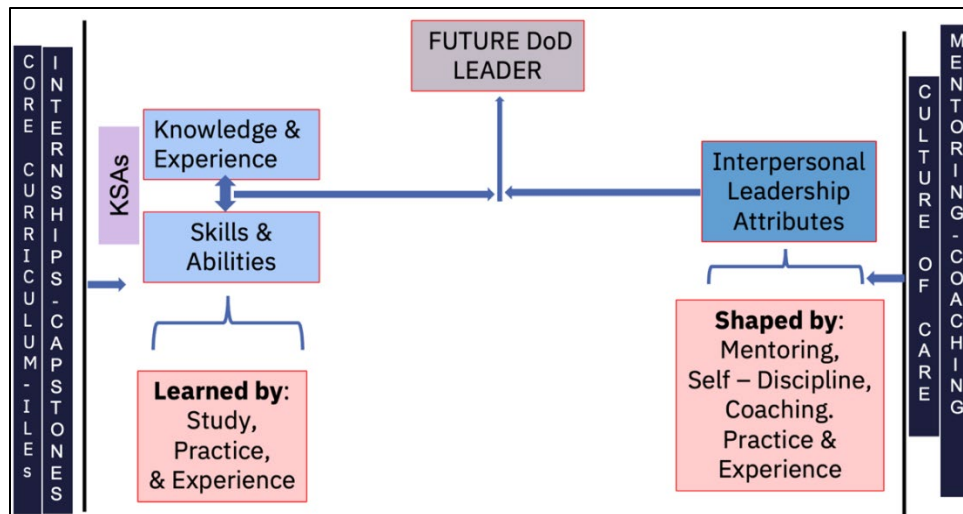 FUTURE DoD
LEADER
CORE CURRICULUM-ILEs
INTERNSHIPS-CAPSTONES
KSAs
Knowledge &
Experience
Skills &
Abilities
Learned by:
Study,
Practice,
& Experience
Interpersonal
Leadership
Attributes
Shaped by:
Mentoring,
Self – Discipline,
Coaching.
Practice &
Experience
CULTURE OF CARE
MENTORING-COACHING